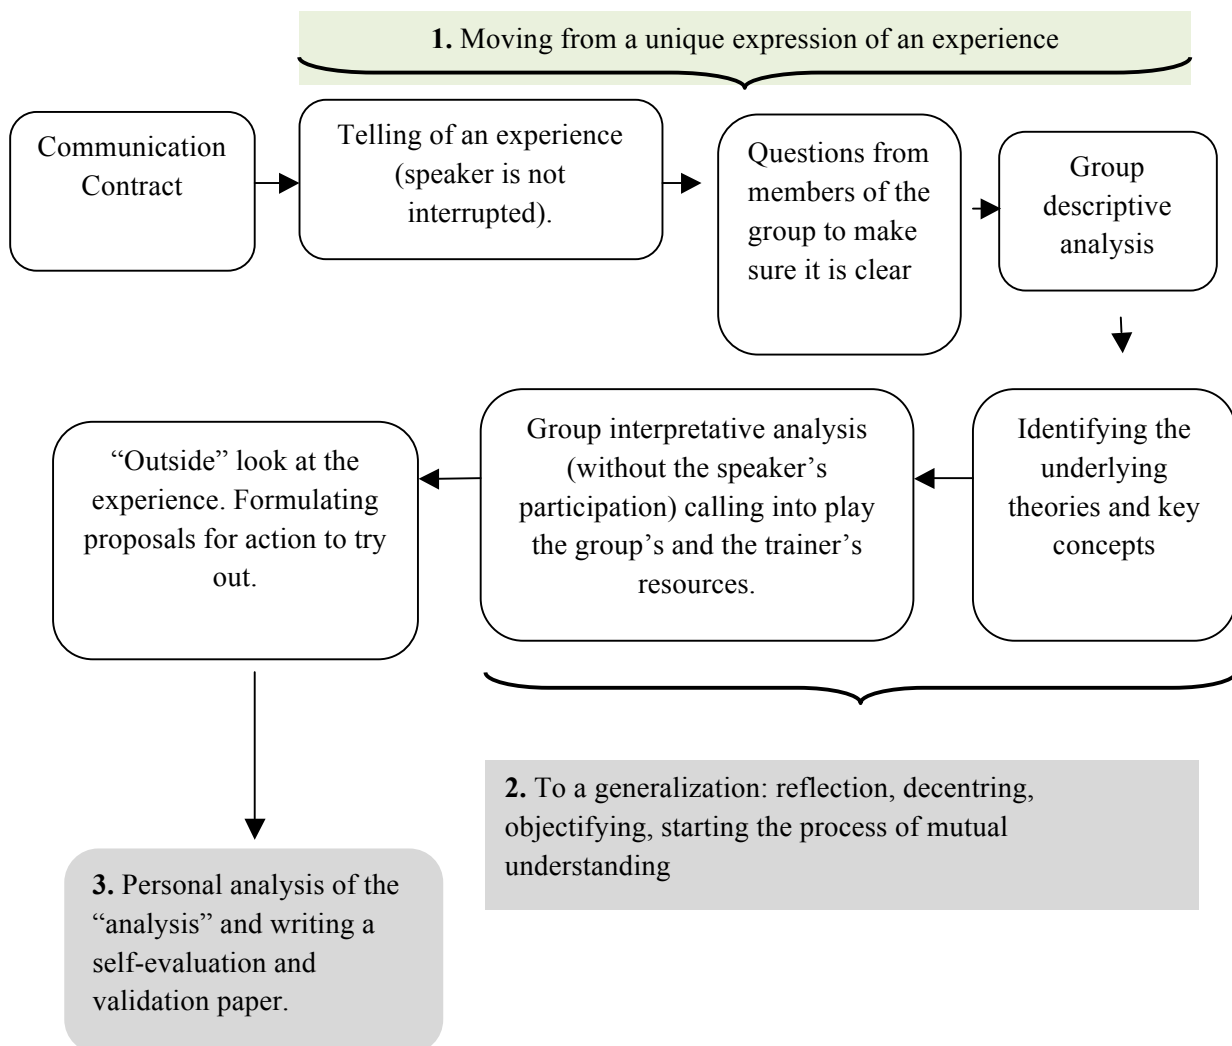 1. Moving from a unique expression of an experience
Communication
Contract
Telling of an experience
(speaker is not
interrupted).
Questions from
members of the
group to make
sure it is clear
Group
descriptive
analysis
Identifying the
underlying
theories and key
concepts
Group interpretative analysis
(without the speaker’s
participation) calling into play
the group’s and the trainer’s
resources.
“Outside” look at the
experience. Formulating
proposals for action to try
out.
2. To a generalization: reflection, decentring,
objectifying, starting the process of mutual
understanding
3. Personal analysis of the
“analysis” and writing a
self-evaluation and
validation paper.